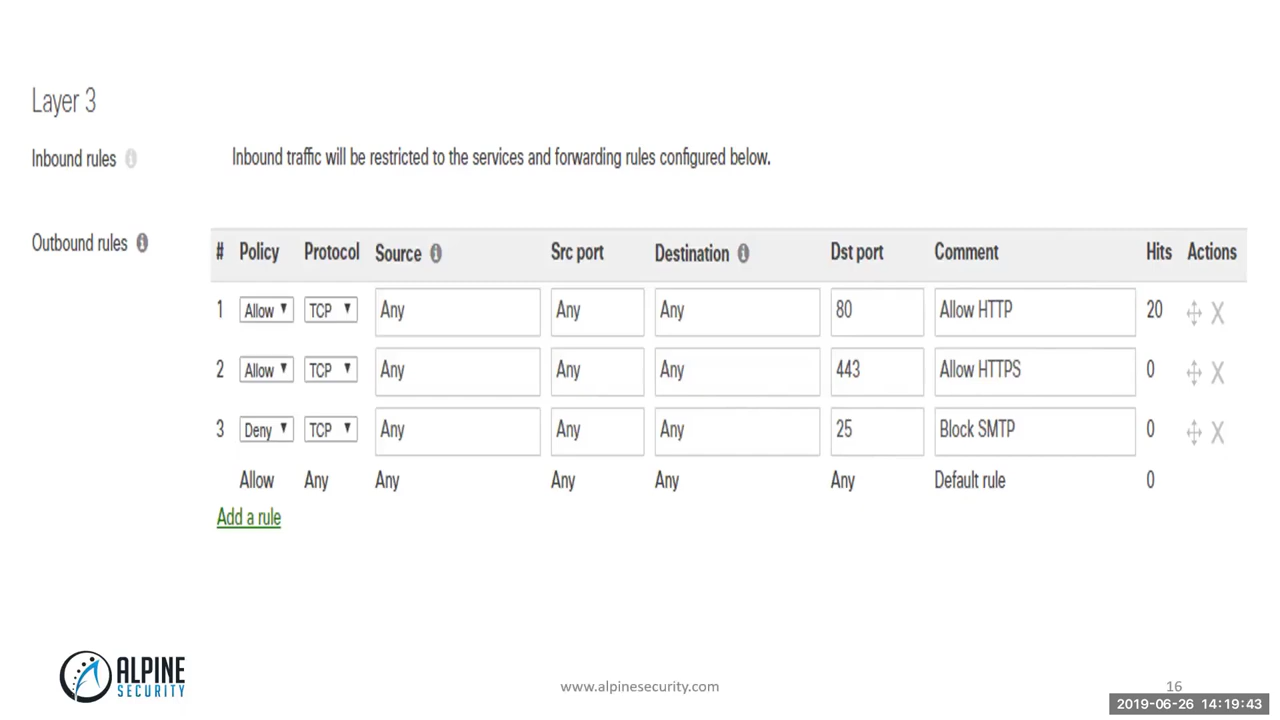 Layer 3
Inbound rules Inbound traffic will be restricted to the services and forwarding rules configured below.
Outbound rules
# Policy Protocol Source Src port Destination Dst port Comment Hits Actions
1 Allow TCP Any Any Any 80 Allow HTTP 20 X
2 Allow TCP Any Any Any 443 Allow HTTPS 0 X
3 Deny TCP Any Any Any 25 Block SMTP 0 X
Allow Any Any Any Any Any Default rule 0
Add a rule
ALPINE
SECURITY
www.alpinesecurity.com
16
2019-06-26 14:19:43